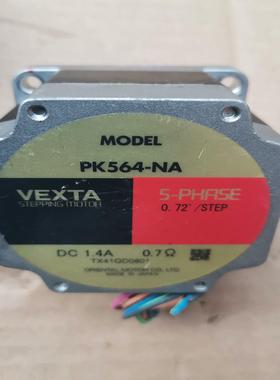 MODEL
PK564-NA
VEXTA
STEPPING MOTOR
5-PHASE
0.72°/STEP
DC 1.4A 0.7Ω
TX41QD0801
ORIENTAL MOTOR CO.,LTD.
MADE IN JAPAN